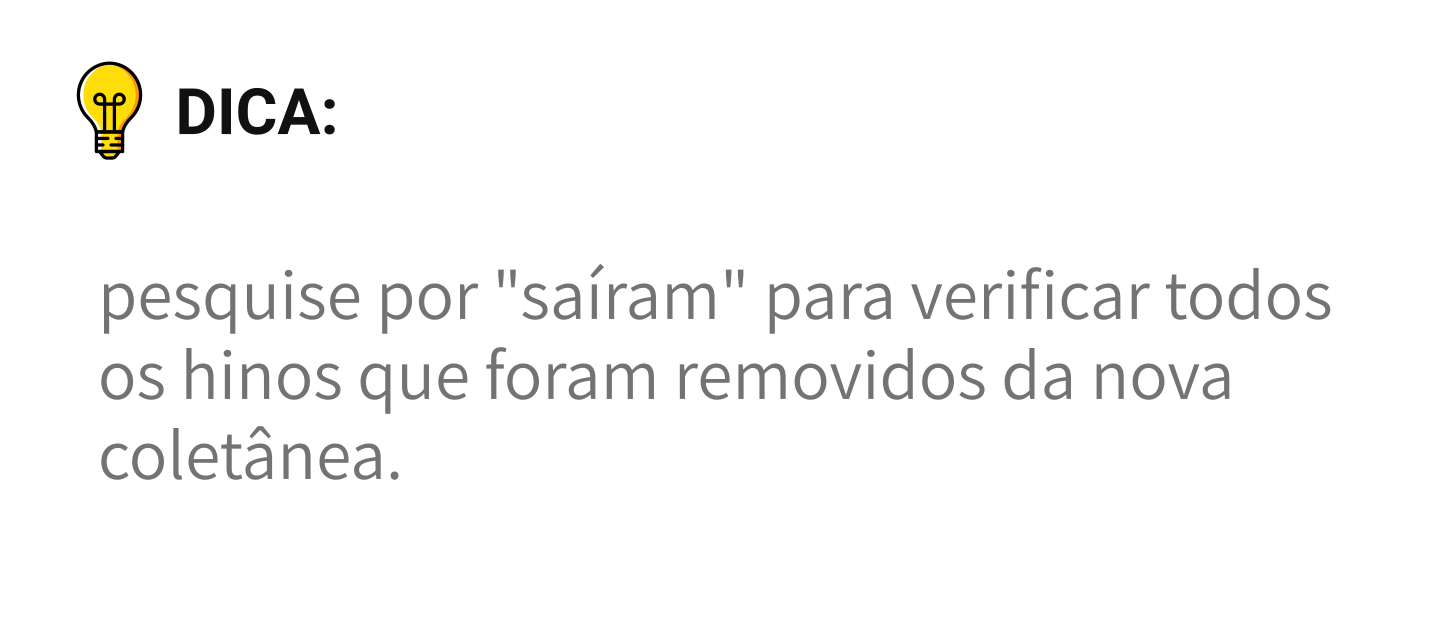 DICA:
pesquise por "saíram" para verificar todos
os hinos que foram removidos da nova
coletânea.